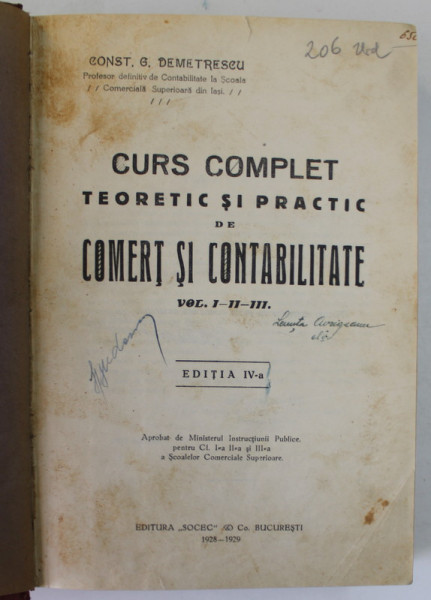 206
CONST. G. DEMETRESCU
Profesor definitiv de Contabilitate la Școala
/ / Comercială Superioară din Iași. / /
/ / /
CURS COMPLET
TEORETIC ȘI PRACTIC
DE
COMERȚ ȘI CONTABILITATE
VOL. I-II-III.
EDIȚIA IV-a
Aprobat de Ministerul Instrucțiunii Publice,
pentru Cl. I-a II-a și III-a
a Școalelor Comerciale Superioare.
EDITURA „SOCEC" & Co. BUCUREȘTI
1928-1929